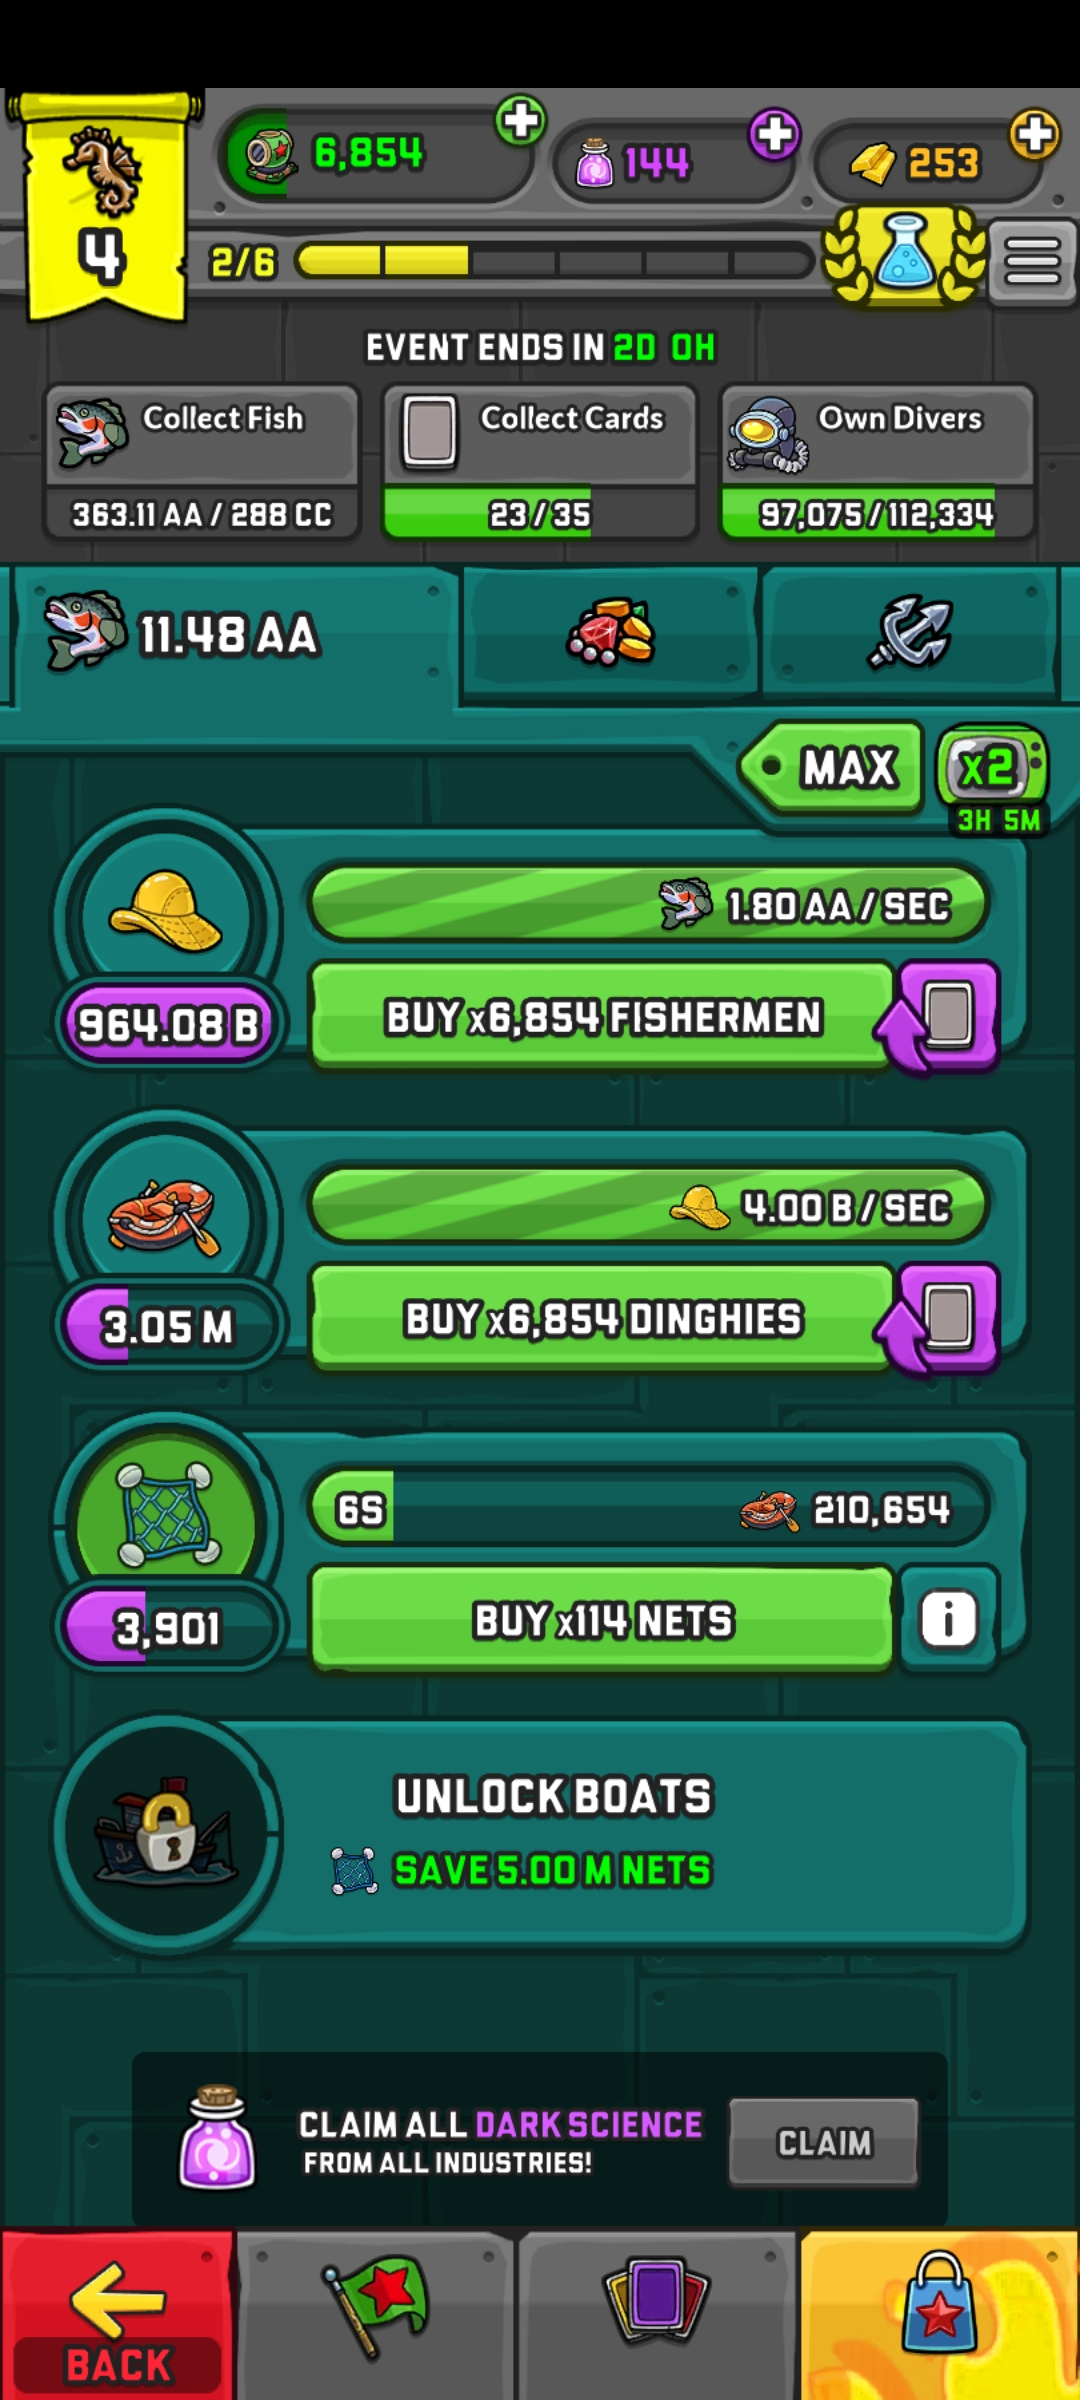 4
6,854
144
253
2/6
EVENT ENDS IN 2D 0H
Collect Fish
363.11 AA / 288 CC
Collect Cards
23/35
Own Divers
97,075/112,334
11.48 AA
MAX
x2
3H 5M
1.80 AA / SEC
964.08 B
BUY x6,854 FISHERMEN
4.00 B / SEC
3.05 M
BUY x6,854 DINGHIES
6S
210,654
3,901
BUY x114 NETS
i
UNLOCK BOATS
SAVE 5.00 M NETS
CLAIM ALL DARK SCIENCE
FROM ALL INDUSTRIES!
CLAIM
BACK